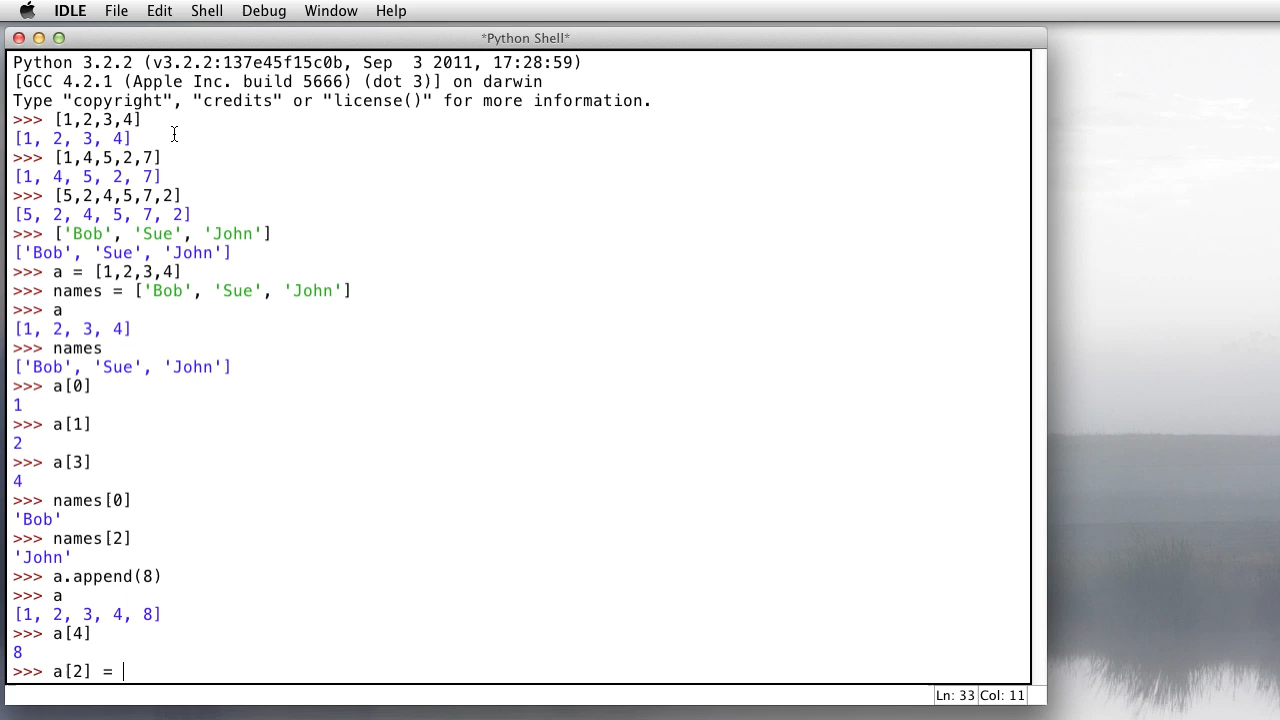 IDLE File Edit Shell Debug Window Help
*Python Shell*
Python 3.2.2 (v3.2.2:137e45f15c0b, Sep  3 2011, 17:28:59)
[GCC 4.2.1 (Apple Inc. build 5666) (dot 3)] on darwin
Type "copyright", "credits" or "license()" for more information.
>>> [1,2,3,4]
[1, 2, 3, 4]
>>> [1,4,5,2,7]
[1, 4, 5, 2, 7]
>>> [5,2,4,5,7,2]
[5, 2, 4, 5, 7, 2]
>>> ['Bob', 'Sue', 'John']
['Bob', 'Sue', 'John']
>>> a = [1,2,3,4]
>>> names = ['Bob', 'Sue', 'John']
>>> a
[1, 2, 3, 4]
>>> names
['Bob', 'Sue', 'John']
>>> a[0]
1
>>> a[1]
2
>>> a[3]
4
>>> names[0]
'Bob'
>>> names[2]
'John'
>>> a.append(8)
>>> a
[1, 2, 3, 4, 8]
>>> a[4]
8
>>> a[2] =
Ln: 33 Col: 11